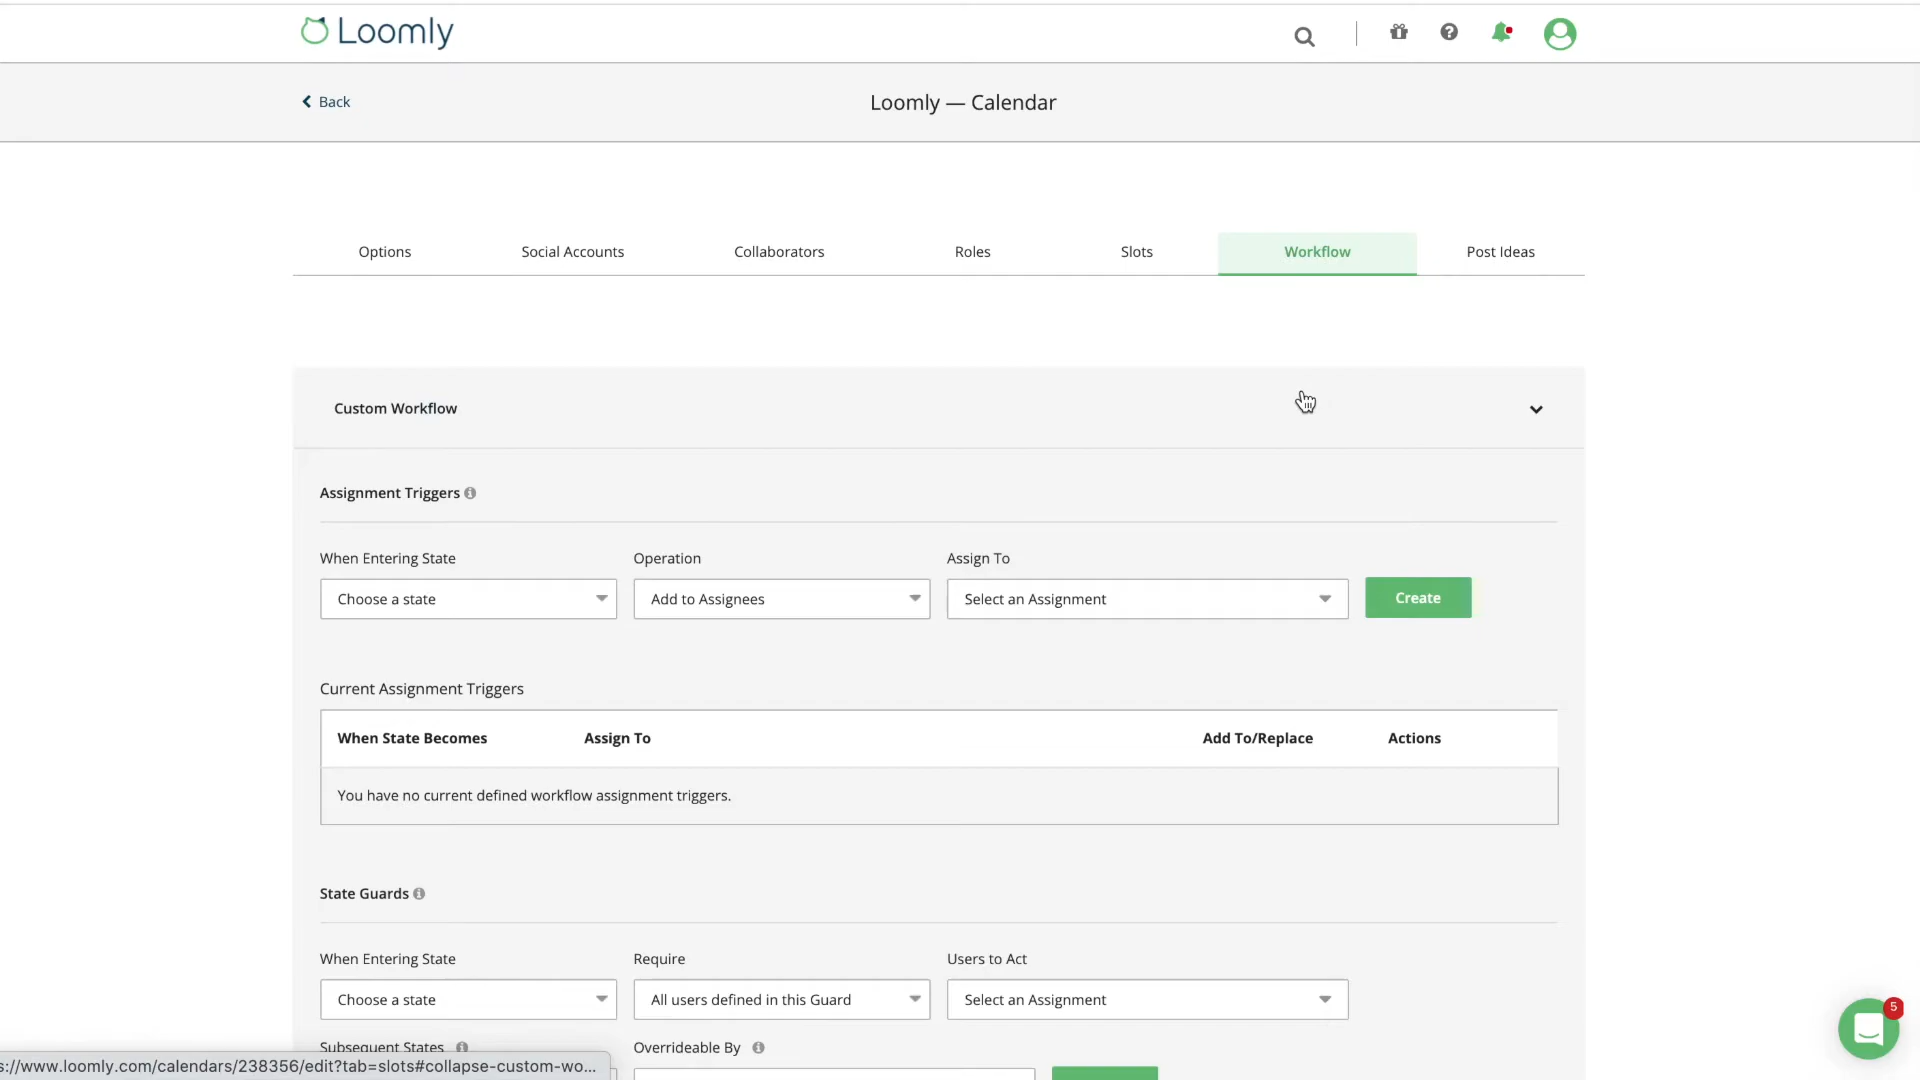 Loomly
Back
Loomly — Calendar
Options Social Accounts Collaborators Roles Slots Workflow Post Ideas
Custom Workflow
Assignment Triggers
When Entering State Operation Assign To
Choose a state Add to Assignees Select an Assignment Create
Current Assignment Triggers
When State Becomes Assign To Add To/Replace Actions
You have no current defined workflow assignment triggers.
State Guards
When Entering State Require Users to Act
Choose a state All users defined in this Guard Select an Assignment
5
Subsequent States Overrideable By
s://www.loomly.com/calendars/238356/edit?tab=slots#collapse-custom-wo...